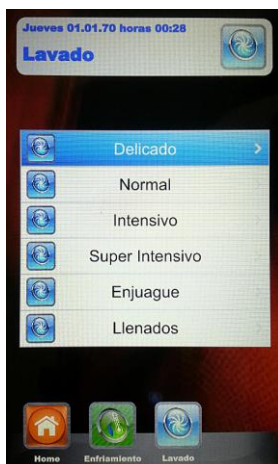 Jueves 01.01.70 horas 00:28
Lavado
Delicado
Normal
Intensivo
Super Intensivo
Enjuague
Llenados
Home Enfriamiento Lavado